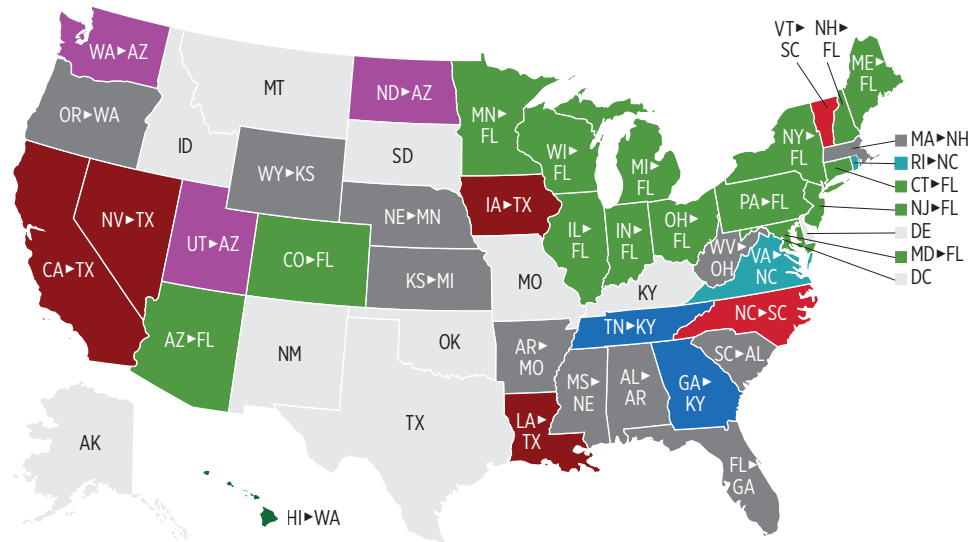 VT►
SC
NH►
FL
WA►AZ
MT
ND►AZ
MN►
FL
ME►
FL
OR►WA
ID
SD
WI►
FL
MI►
FL
NY►
FL
MA►NH
RI►NC
CT►FL
NJ►FL
DE
MD►FL
DC
WY►KS
IA►TX
NE►MN
PA►FL
NV►TX
UT►AZ
CO►FL
IL►
FL
IN►
FL
OH►
FL
WV►
OH
VA►
NC
CA►TX
KS►MI
MO
KY
NC►SC
TN►KY
AZ►FL
NM
OK
AR►
MO
SC►AL
MS►
NE
AL►
AR
GA►
KY
TX
LA►
TX
AK
FL►
GA
HI►WA